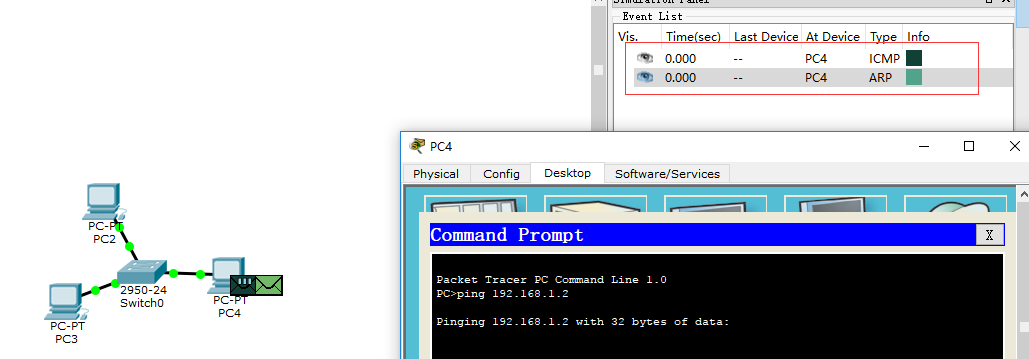 Simulation Panel
Event List
Vis. Time(sec) Last Device At Device Type Info
0.000 -- PC4 ICMP
0.000 -- PC4 ARP
PC4
Physical Config Desktop Software/Services
Command Prompt X
Packet Tracer PC Command Line 1.0
PC>ping 192.168.1.2
Pinging 192.168.1.2 with 32 bytes of data:
PC-PT
PC2
2950-24
Switch0
PC-PT
PC4
PC-PT
PC3